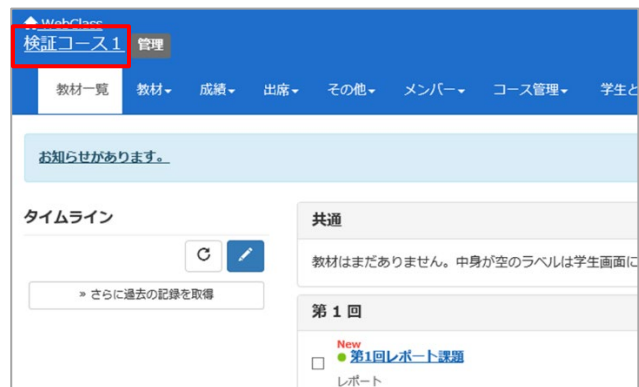 WebClass
検証コース1 管理
教材一覧 教材 成績 出席 その他 メンバー コース管理 学生と
お知らせがあります。
タイムライン
» さらに過去の記録を取得
共通
教材はまだありません。中身が空のラベルは学生画面に
第1回
New
第1回レポート課題
レポート